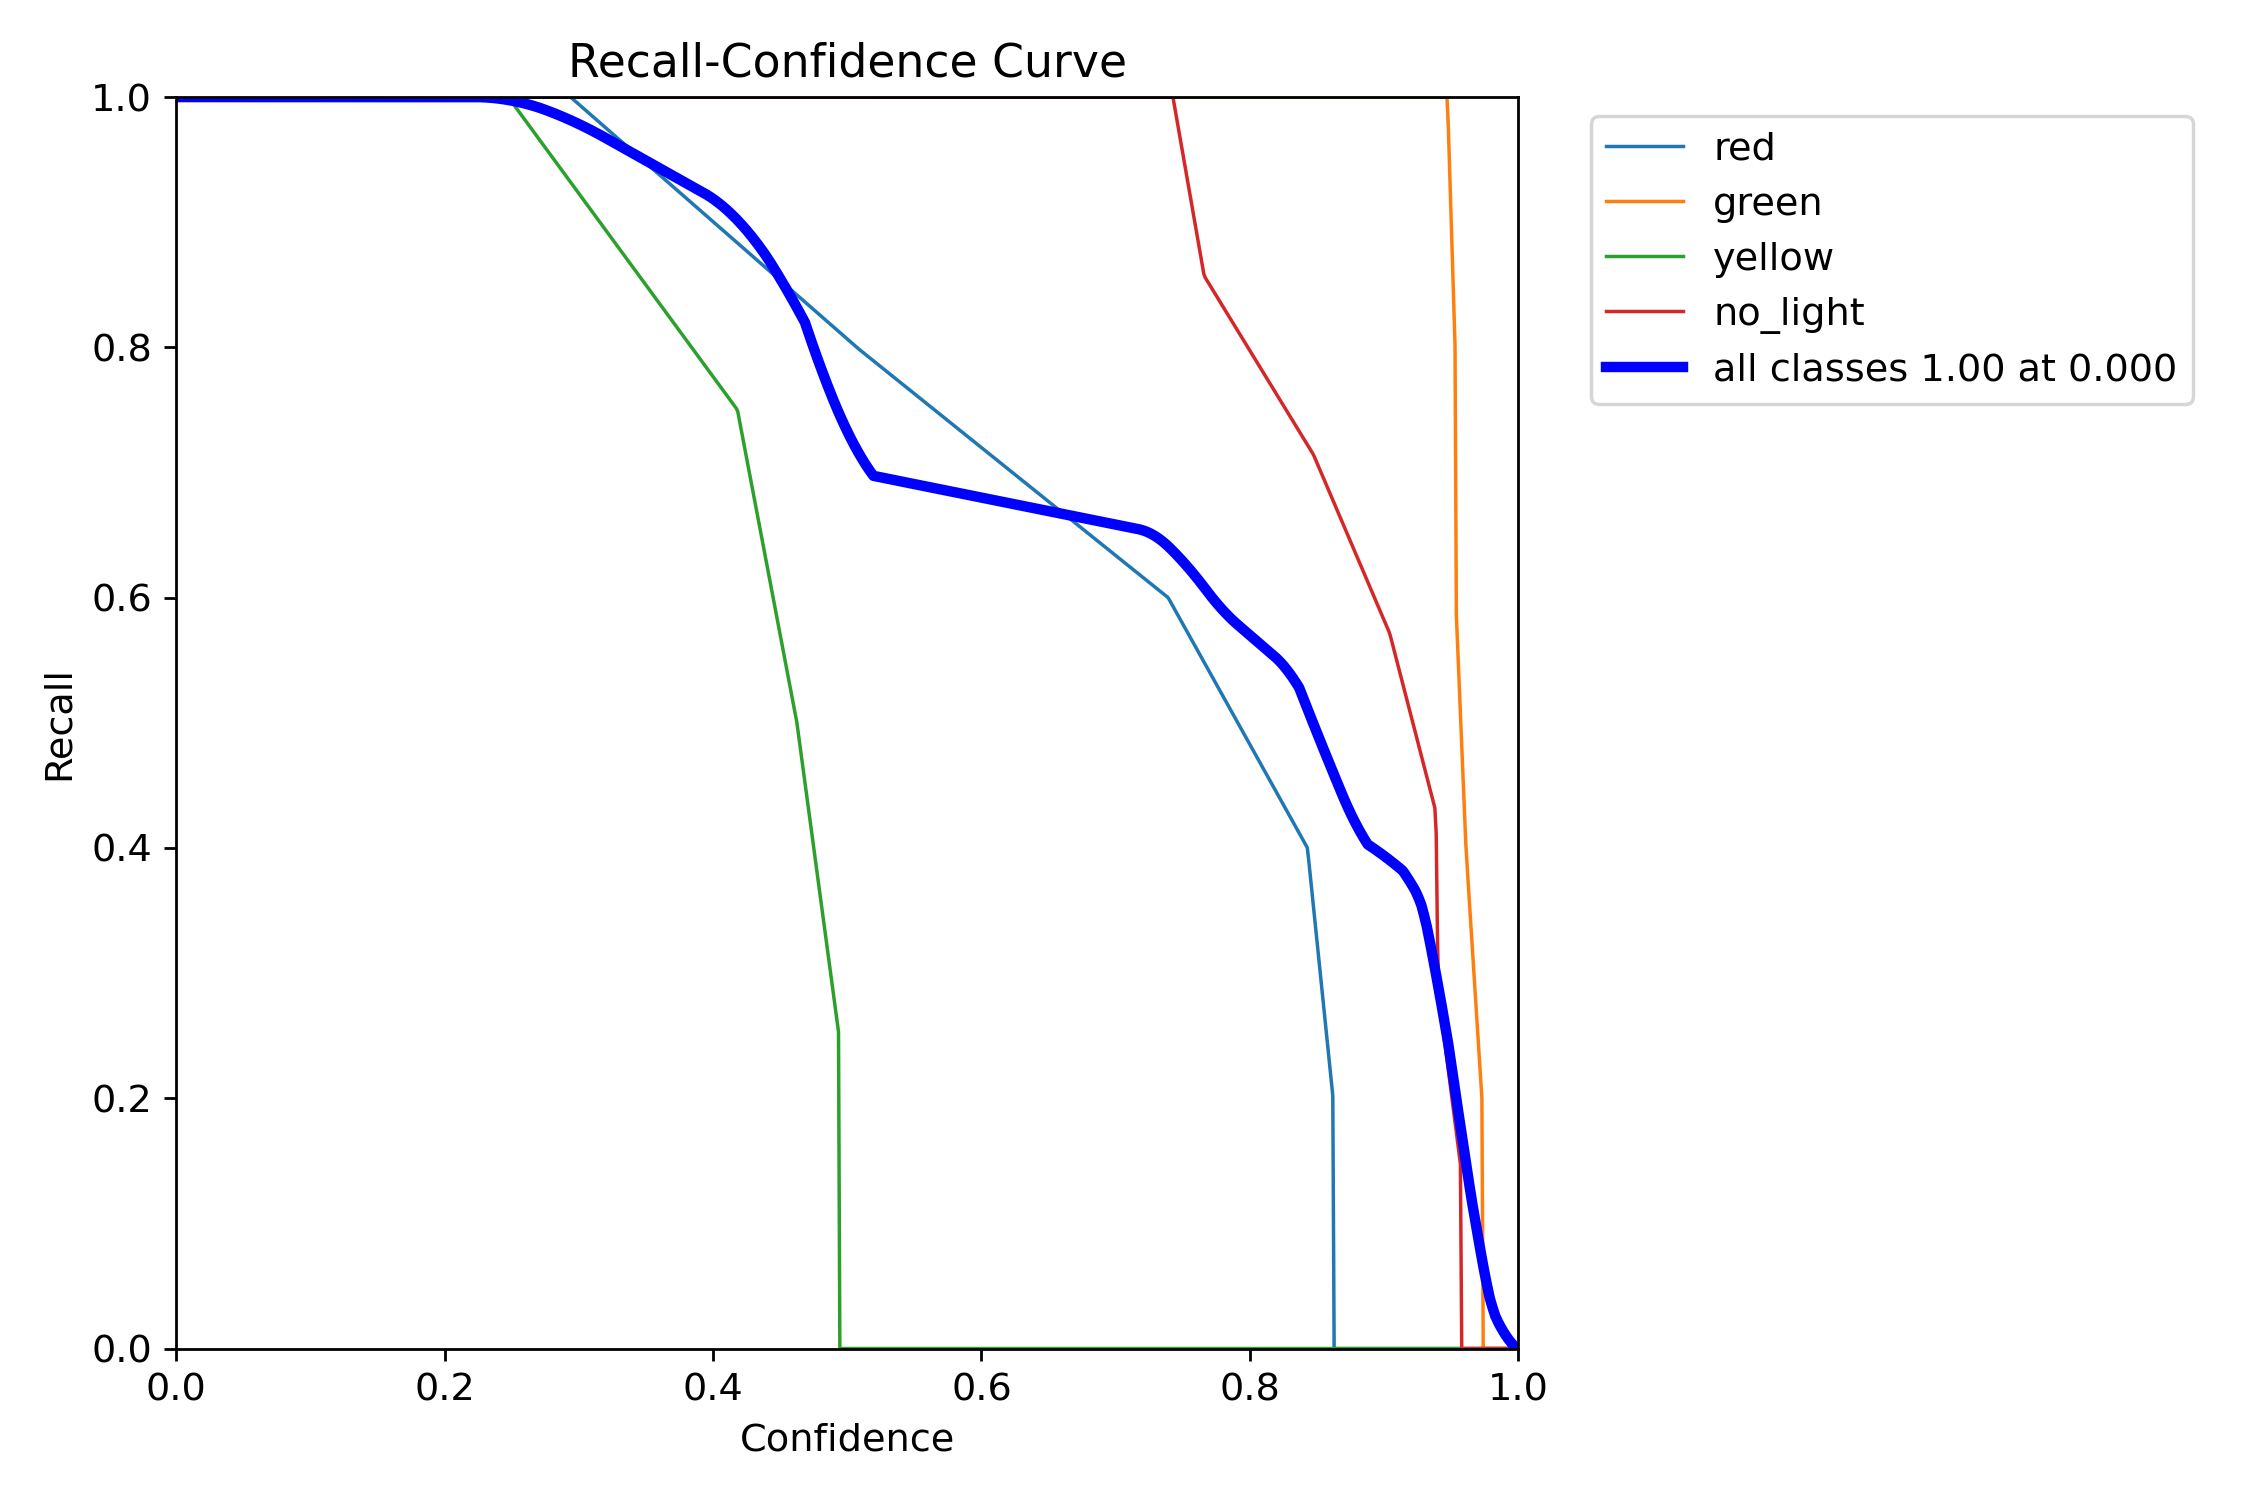 Recall-Confidence Curve
1.0
0.8
0.6
0.4
0.2
0.0
Recall
0.0 0.2 0.4 0.6 0.8 1.0
Confidence
red
green
yellow
no_light
all classes 1.00 at 0.000